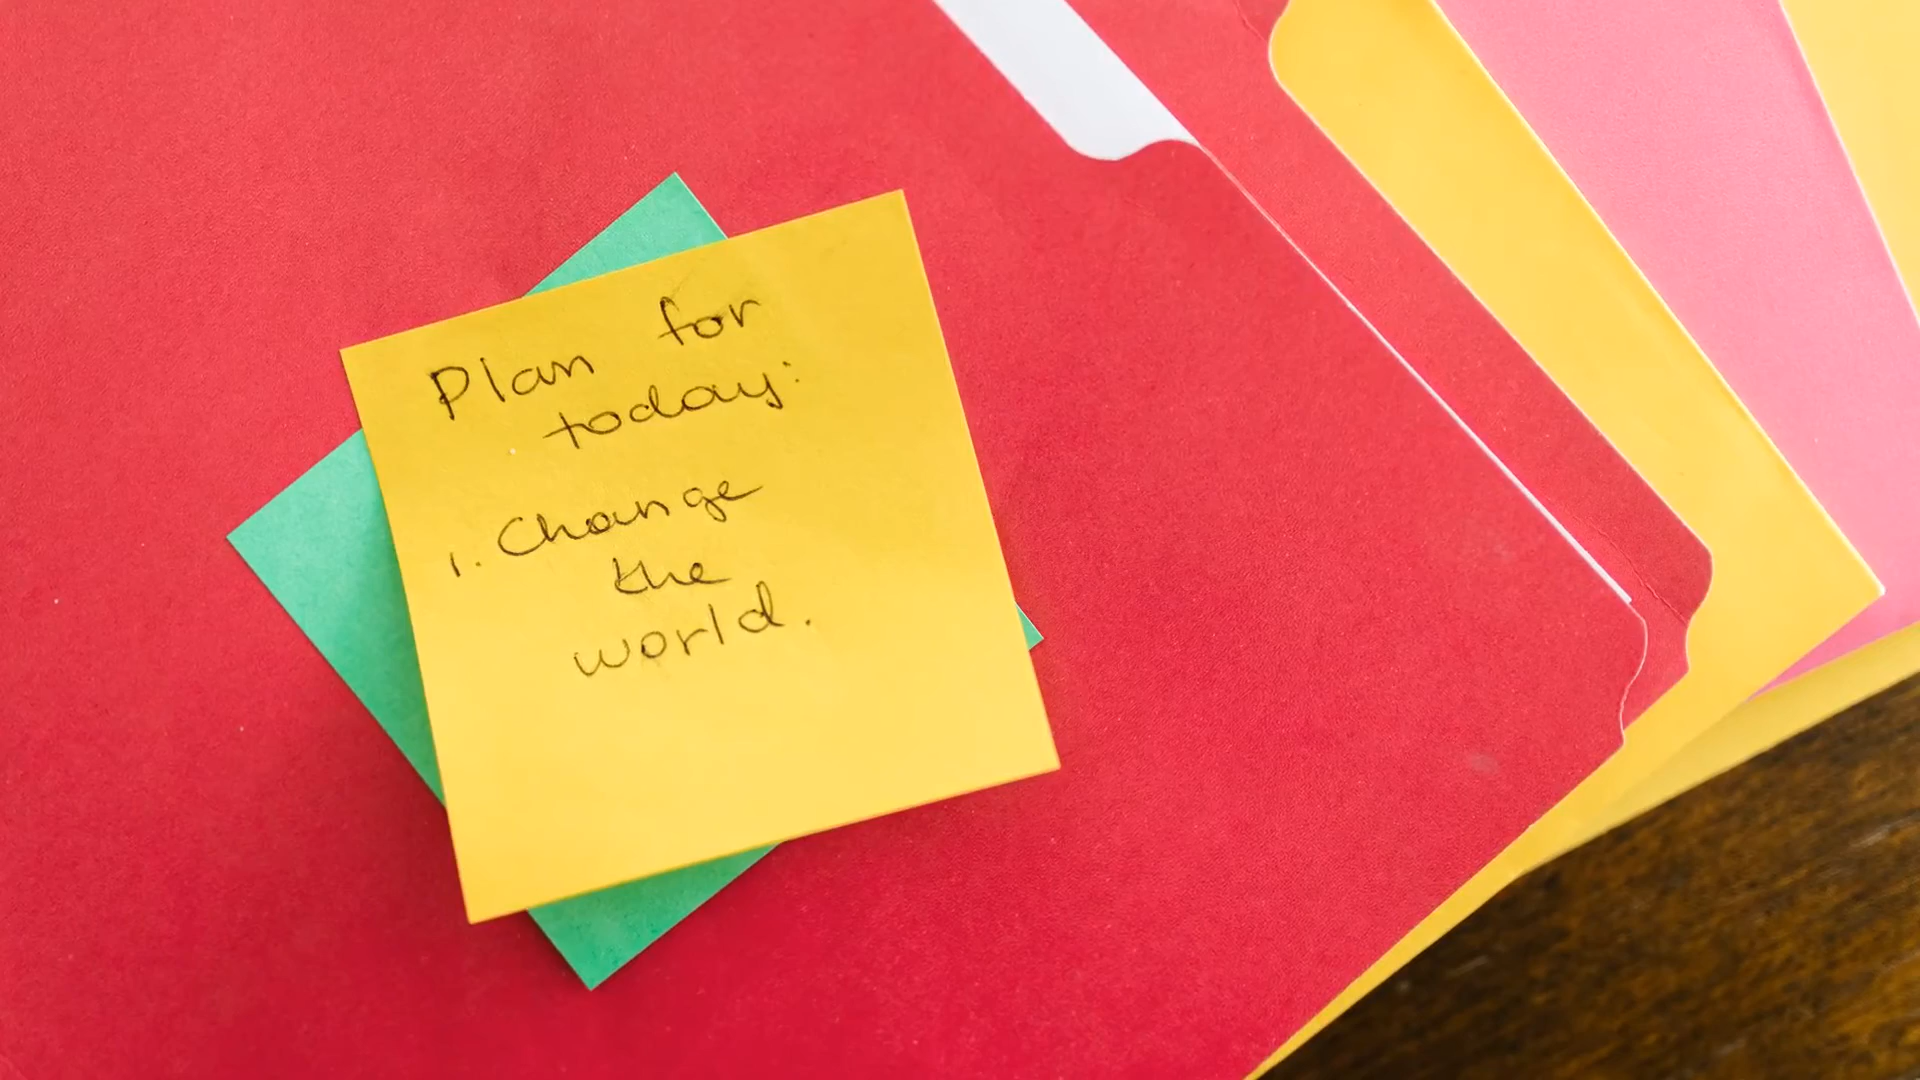 Plan for
today:
1. Change
the
world.